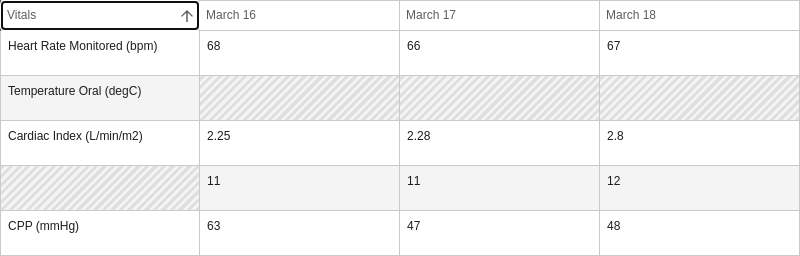 Vitals March 16 March 17 March 18
Heart Rate Monitored (bpm) 68 66 67
Temperature Oral (degC)
Cardiac Index (L/min/m2) 2.25 2.28 2.8
11 11 12
CPP (mmHg) 63 47 48